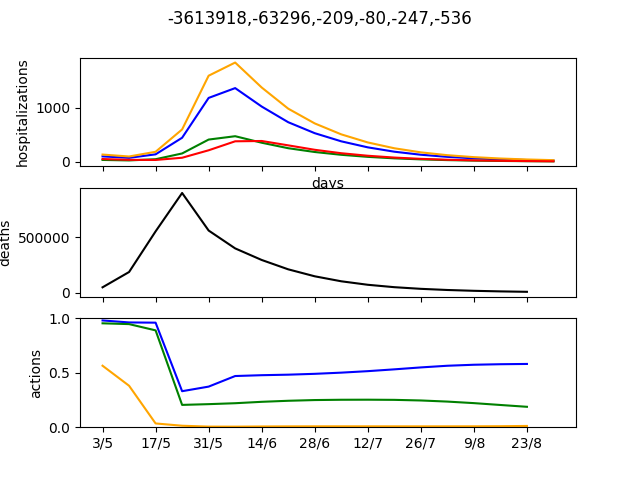 -3613918,-63296,-209,-80,-247,-536
hospitalizations
1000
0
days
deaths
500000
0
actions
1.0
0.5
0.0
3/5 17/5 31/5 14/6 28/6 12/7 26/7 9/8 23/8